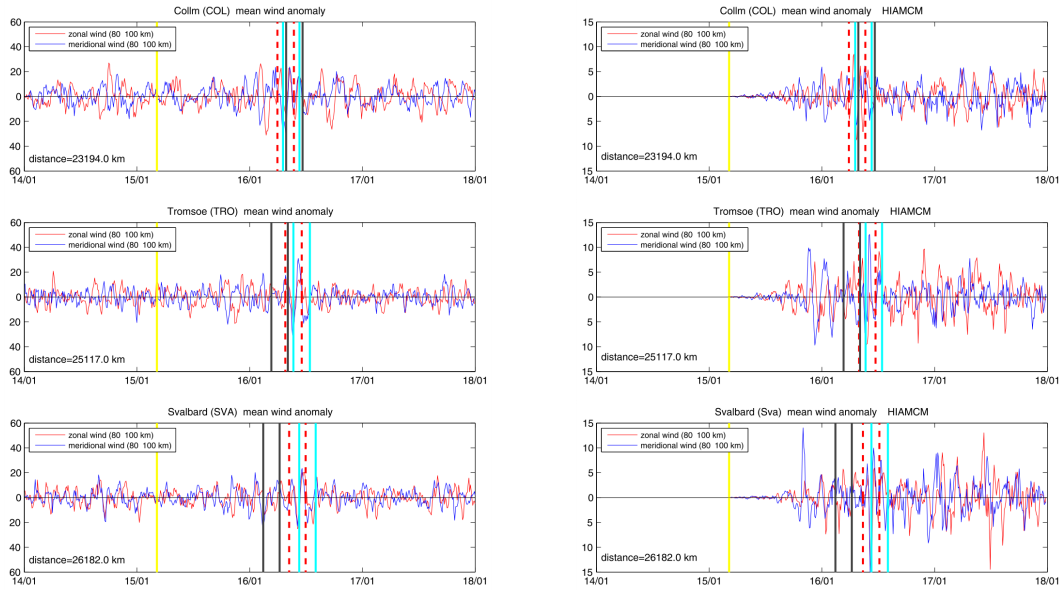 Collm (COL) mean wind anomaly
60
40
20
0
20
40
60
zonal wind (80 100 km)
meridional wind (80 100 km)
distance=23194.0 km
14/01 15/01 16/01 17/01 18/01
Collm (COL) mean wind anomaly HIAMCM
15
10
5
0
5
10
15
zonal wind (80 100 km)
meridional wind (80 100 km)
distance=23194.0 km
14/01 15/01 16/01 17/01 18/01
Tromsoe (TRO) mean wind anomaly
60
40
20
0
20
40
60
zonal wind (80 100 km)
meridional wind (80 100 km)
distance=25117.0 km
14/01 15/01 16/01 17/01 18/01
Tromsoe (TRO) mean wind anomaly HIAMCM
15
10
5
0
5
10
15
zonal wind (80 100 km)
meridional wind (80 100 km)
distance=25117.0 km
14/01 15/01 16/01 17/01 18/01
Svalbard (SVA) mean wind anomaly
60
40
20
0
20
40
60
zonal wind (80 100 km)
meridional wind (80 100 km)
distance=26182.0 km
14/01 15/01 16/01 17/01 18/01
Svalbard (Sva) mean wind anomaly HIAMCM
15
10
5
0
5
10
15
zonal wind (80 100 km)
meridional wind (80 100 km)
distance=26182.0 km
14/01 15/01 16/01 17/01 18/01